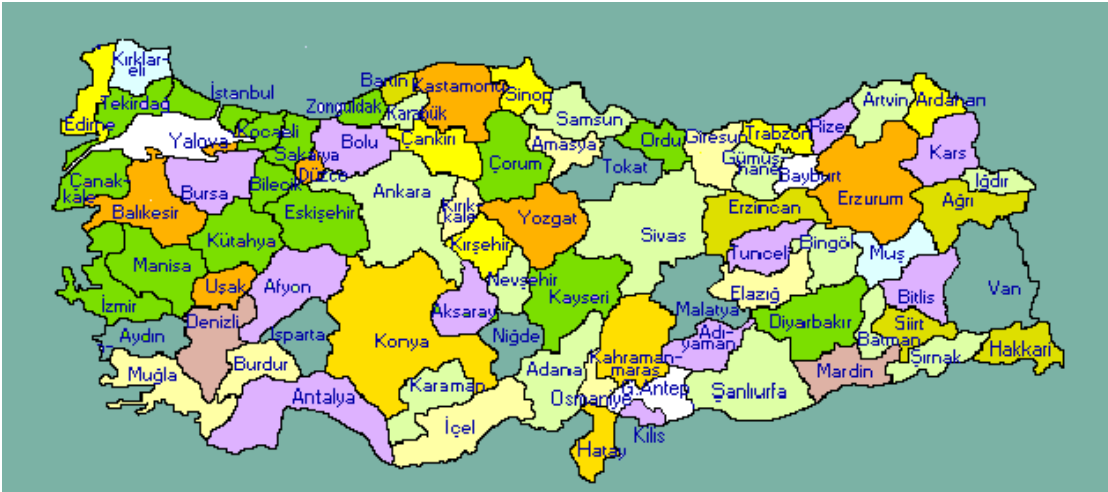 Kırklar-
eli
Edirne
Tekirdağ
İstanbul
Yalova
Kocaeli
Sakarya
Düzce
Zonguldak
Bartın
Karabük
Kastamonu
Sinop
Samsun
Ordu
Giresun
Trabzon
Rize
Artvin
Ardahan
Kars
Iğdır
Ağrı
Bolu
Çankırı
Çorum
Amasya
Tokat
Gümüş-
hane
Bayburt
Erzurum
Erzincan
Çanak-
kale
Balıkesir
Bursa
Bileçik
Eskişehir
Ankara
Kırık-
kale
Kırşehir
Yozgat
Sivas
Tunceli
Bingöl
Muş
Bitlis
Van
Kütahya
Manisa
Uşak
Afyon
İzmir
Aydın
Denizli
Isparta
Burdur
Muğla
Antalya
Konya
Aksaray
Nevşehir
Niğde
Kayseri
Karaman
İçel
Adana
Kahraman-
maraş
Osmaniye
Hatay
G.Antep
Kilis
Malatya
Adı-
yaman
Elazığ
Diyarbakır
Şanlıurfa
Mardin
Batman
Siirt
Şırnak
Hakkari